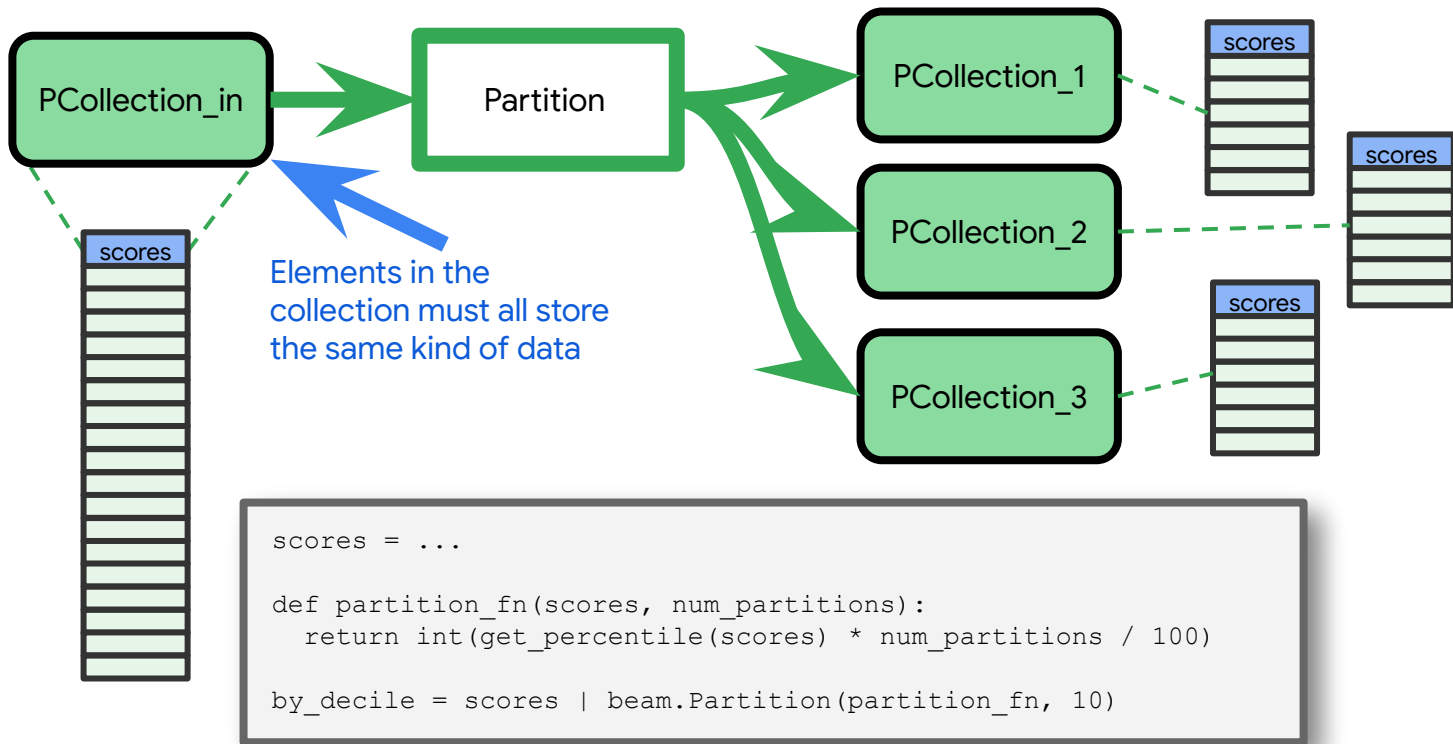 PCollection_in
Partition
PCollection_1
scores
PCollection_2
scores
PCollection_3
scores
scores
Elements in the
collection must all store
the same kind of data
scores = ...
def partition_fn(scores, num_partitions):
  return int(get_percentile(scores) * num_partitions / 100)
by_decile = scores | beam.Partition(partition_fn, 10)